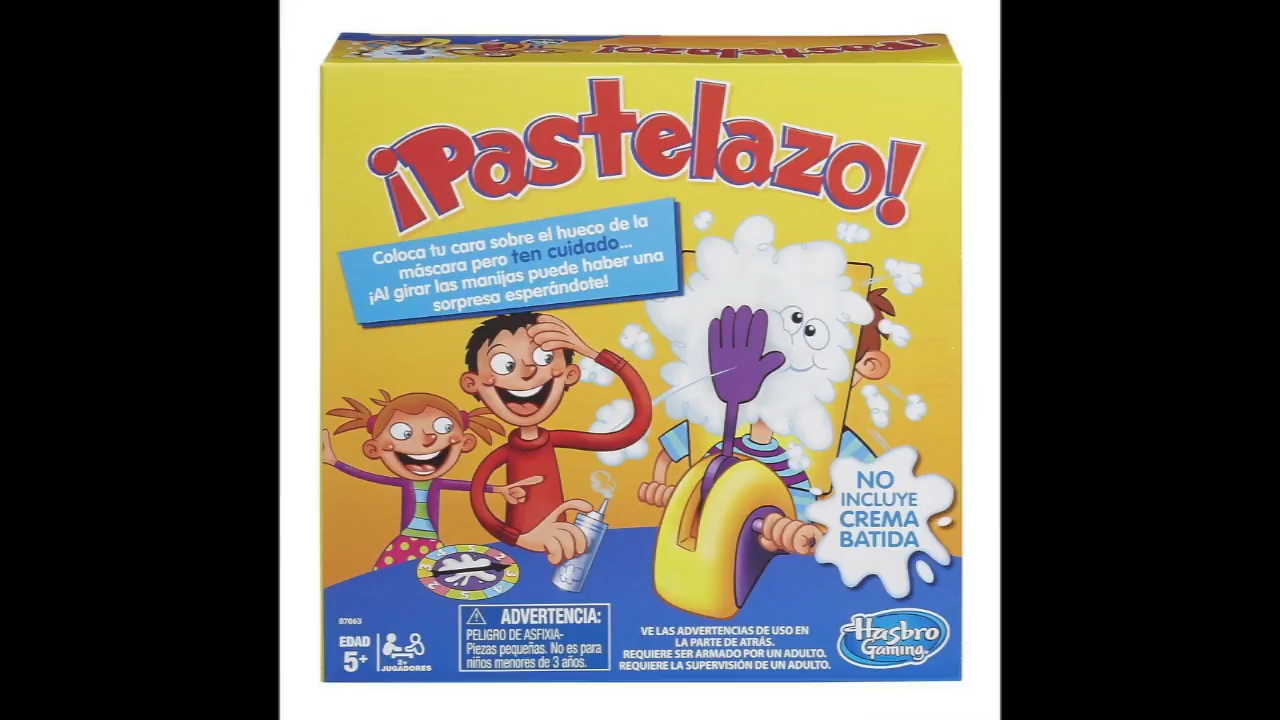 ¡Pastelazo!
¡Pastelazo!
Coloca tu cara sobre el hueco de la
máscara pero ten cuidado...
¡Al girar las manijas puede haber una
sorpresa esperándote!
NO
INCLUYE
CREMA
BATIDA
B7063
EDAD
5+
2+
JUGADORES
ADVERTENCIA:
PELIGRO DE ASFIXIA-
Piezas pequeñas. No es para
niños menores de 3 años.
VE LAS ADVERTENCIAS DE USO EN
LA PARTE DE ATRÁS.
REQUIERE SER ARMADO POR UN ADULTO.
REQUIERE LA SUPERVISIÓN DE UN ADULTO.
Hasbro
Gaming